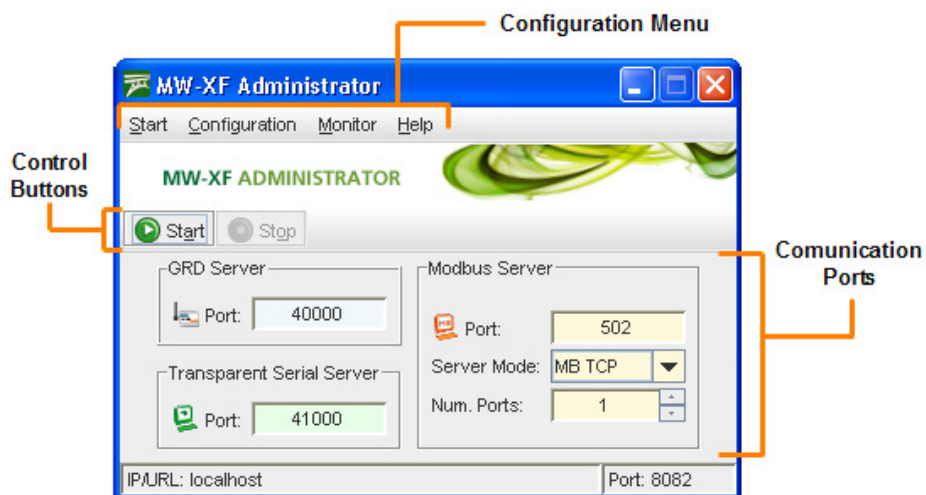 Configuration Menu
MW-XF Administrator
Start Configuration Monitor Help
Control
Buttons
MW-XF ADMINISTRATOR
Start Stop
Comunication
Ports
GRD Server
Port: 40000
Transparent Serial Server
Port: 41000
Modbus Server
Port: 502
Server Mode: MB TCP
Num. Ports: 1
IP/URL: localhost
Port: 8082